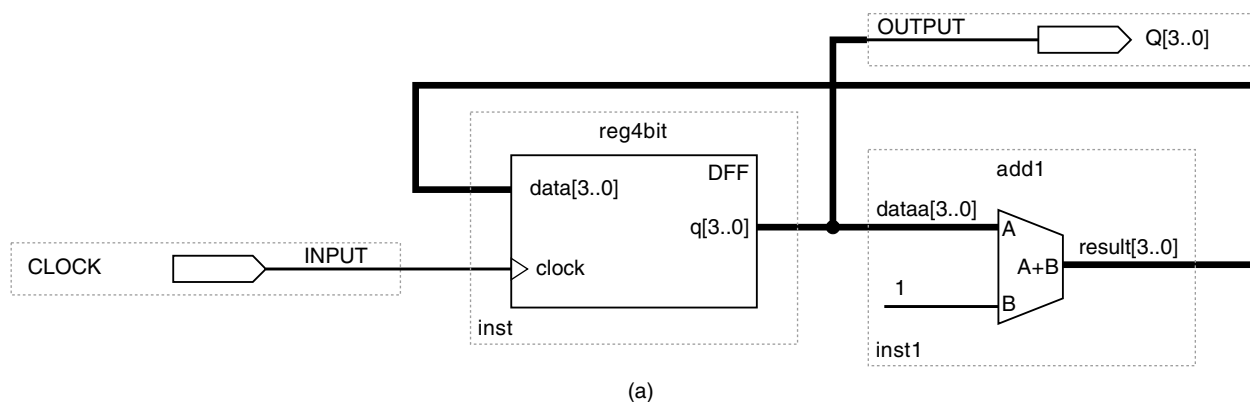 OUTPUT
Q[3..0]
reg4bit
DFF
data[3..0]
q[3..0]
add1
dataa[3..0]
A
result[3..0]
A+B
1
B
CLOCK
INPUT
clock
inst
inst1
(a)